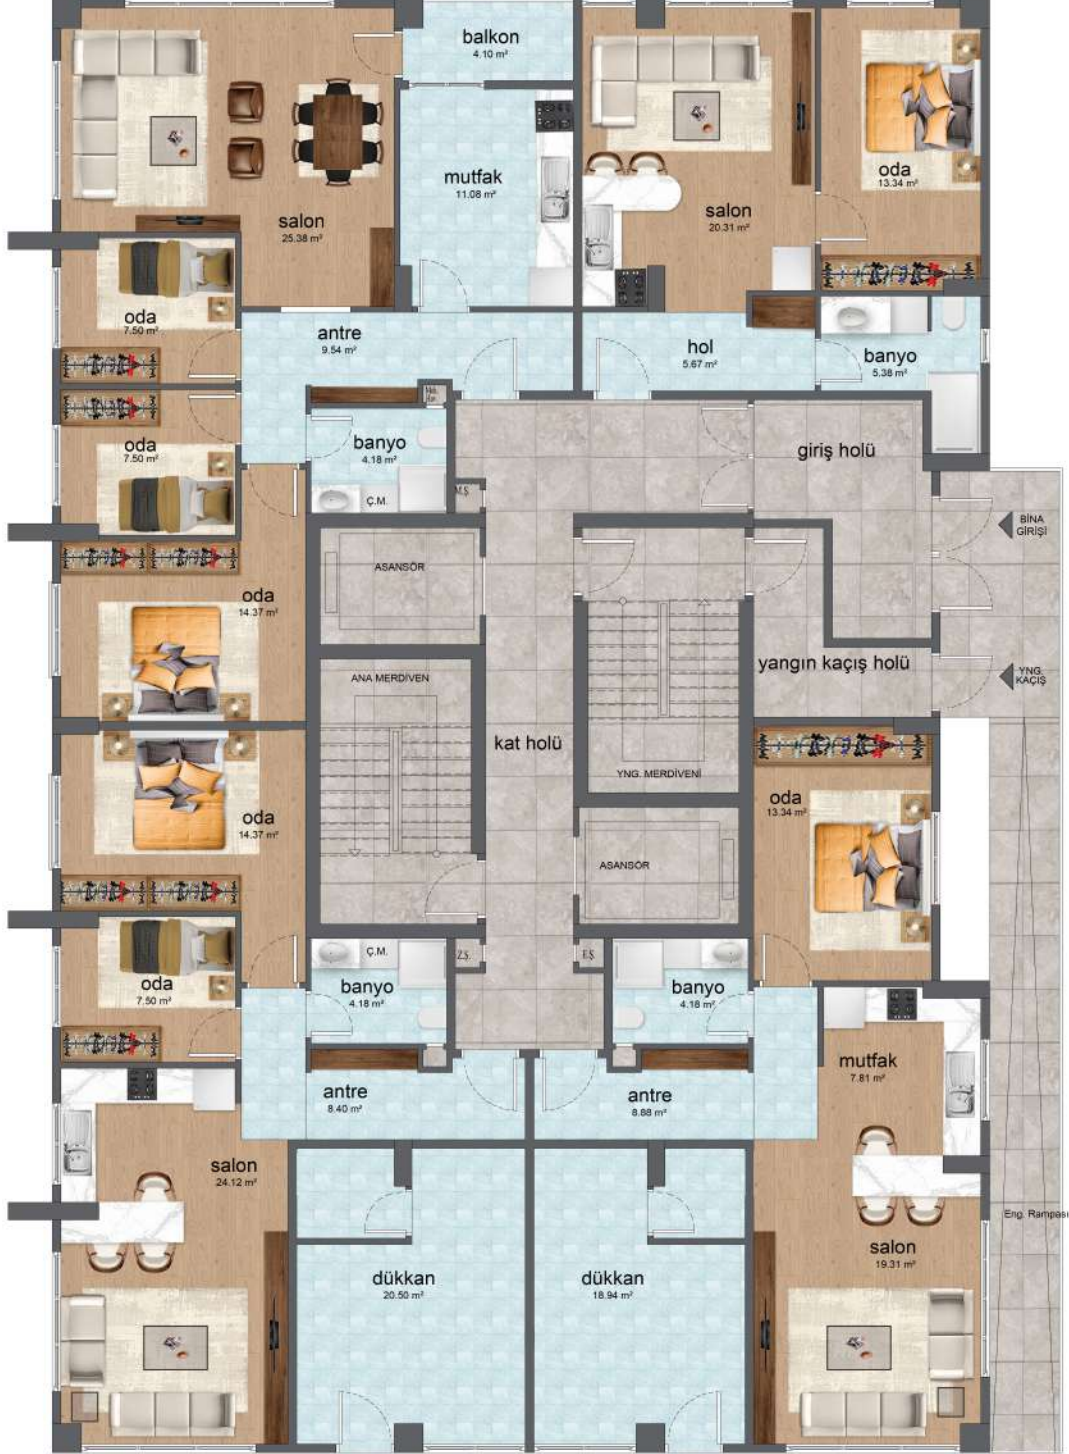 balkon
4.10 m²
mutfak
11.08 m²
salon
25.38 m²
salon
20.31 m²
oda
13.34 m²
oda
7.50 m²
antre
9.54 m²
hol
5.67 m²
banyo
5.38 m²
oda
7.50 m²
banyo
4.18 m²
Ç.M.
M.Ş.
giriş holü
BİNA
GİRİŞİ
ASANSÖR
oda
14.37 m²
ANA MERDİVEN
yangın kaçış holü
YNG.
KAÇIŞ
kat holü
YNG. MERDİVENİ
oda
14.37 m²
oda
13.34 m²
ASANSÖR
Ç.M.
Z.Ş.
E.Ş.
oda
7.50 m²
banyo
4.18 m²
banyo
4.18 m²
mutfak
7.81 m²
antre
8.40 m²
antre
8.88 m²
salon
24.12 m²
Eng. Rampası
salon
19.31 m²
dükkan
20.50 m²
dükkan
18.94 m²